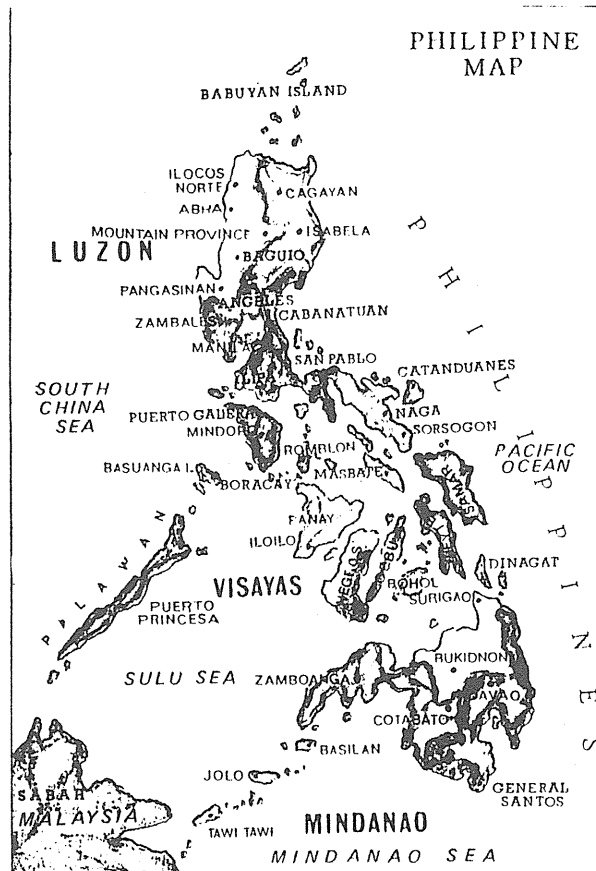 PHILIPPINE
MAP
BABUYAN ISLAND
ILOCOS
NORTE
CAGAYAN
ABRA
MOUNTAIN PROVINCE
ISABELA
LUZON
BAGUIO
PANGASINAN
ANGELES
CABANATUAN
ZAMBALES
MANILA
SAN PABLO
CATANDUANES
LIPA
SOUTH
CHINA
SEA
PUERTO GALERA
NAGA
MINDORO
SORSOGON
ROMBLON
PACIFIC
OCEAN
BASUANGA I.
MASBATE
BORACAY
SAMAR
PANAY
PALAWAN
ILOILO
NEGROS
CEBU
DINAGAT
VISAYAS
BOHOL
SURIGAO
PUERTO
PRINCESA
PHILIPPINES
BUKIDNON
SULU SEA
ZAMBOANGA
DAVAO
COTABATO
BASILAN
JOLO
GENERAL
SANTOS
SABAH
MALAYSIA
TAWI TAWI
MINDANAO
MINDANAO SEA